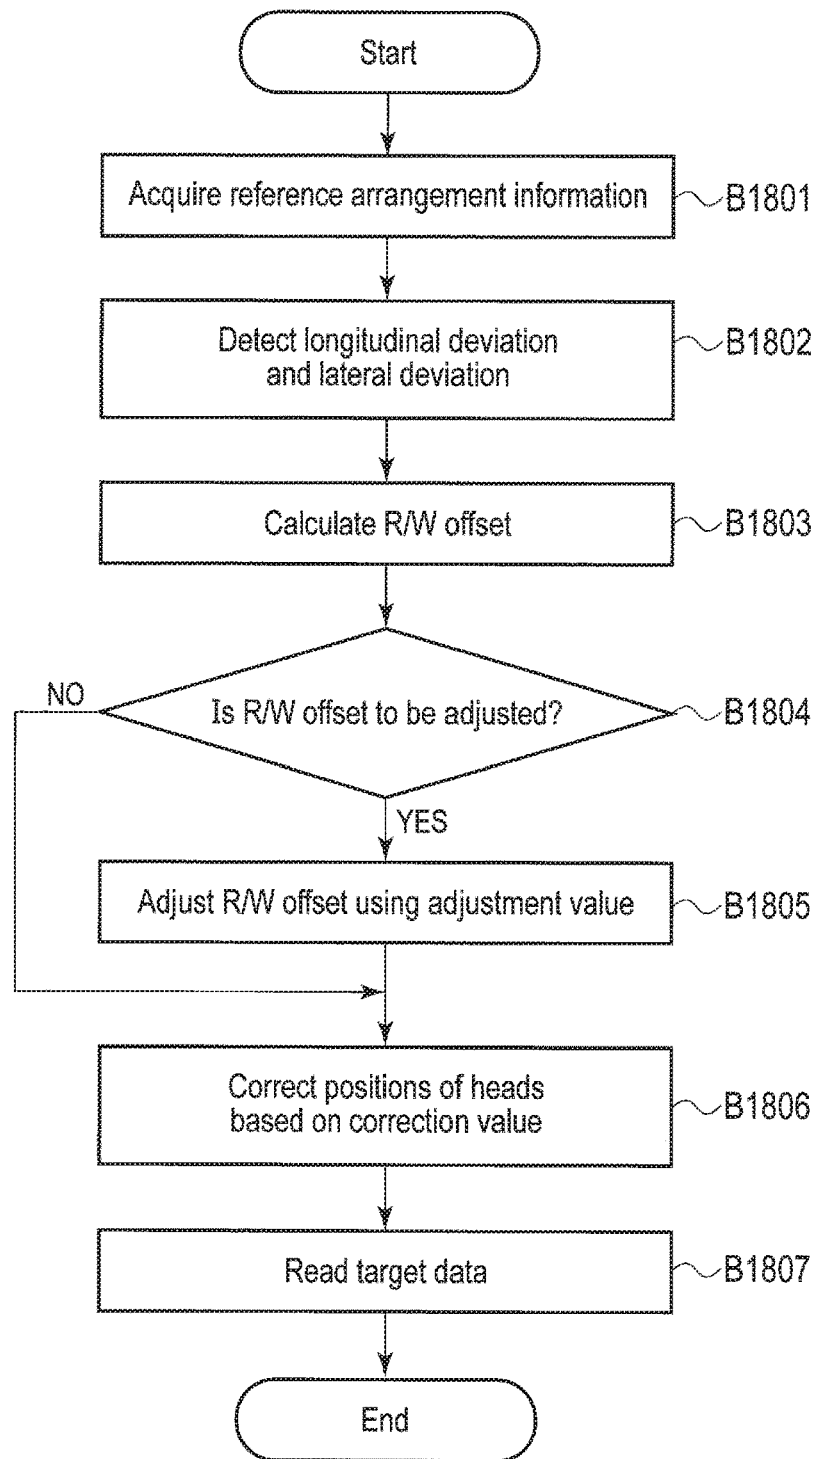 Start
Acquire reference arrangement information
B1801
Detect longitudinal deviation
and lateral deviation
B1802
Calculate R/W offset
B1803
Is R/W offset to be adjusted?
B1804
NO
YES
Adjust R/W offset using adjustment value
B1805
Correct positions of heads
based on correction value
B1806
Read target data
B1807
End